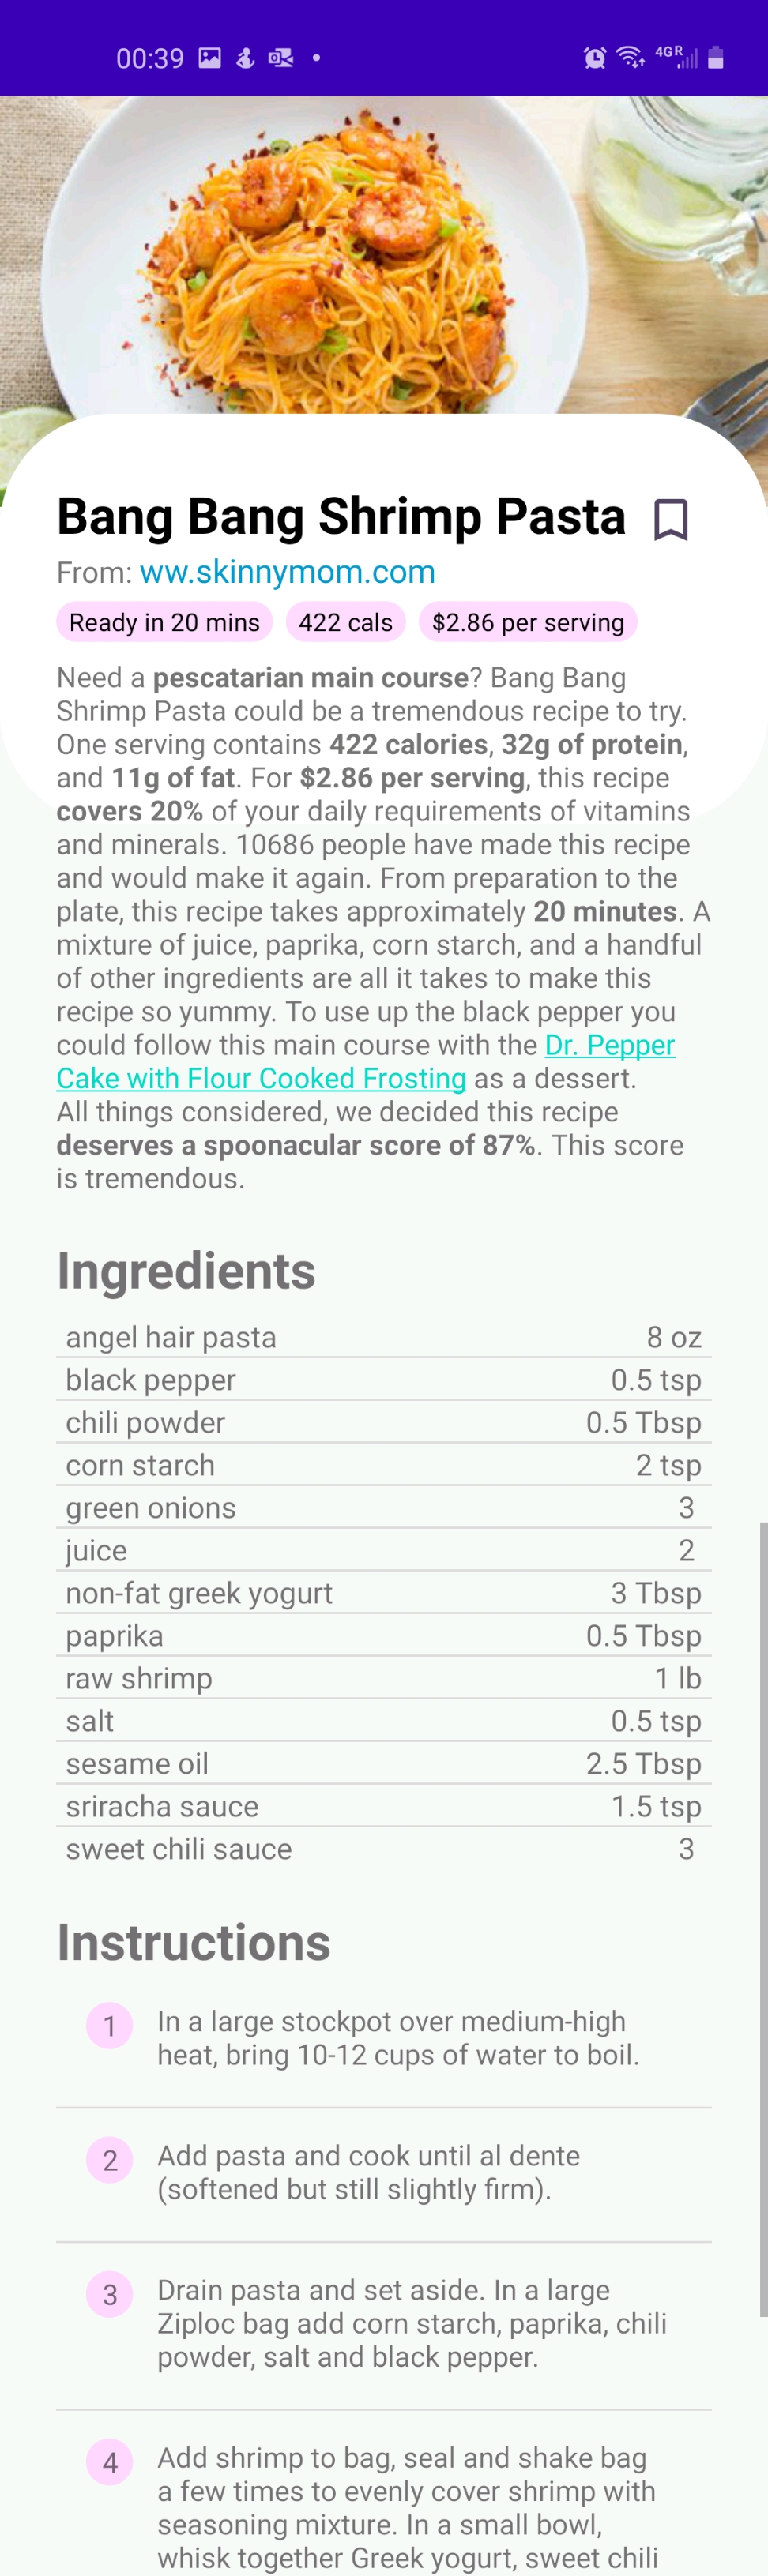 00:39
4GR
Bang Bang Shrimp Pasta
From: ww.skinnymom.com
Ready in 20 mins 422 cals $2.86 per serving
Need a pescatarian main course? Bang Bang
Shrimp Pasta could be a tremendous recipe to try.
One serving contains 422 calories, 32g of protein,
and 11g of fat. For $2.86 per serving, this recipe
covers 20% of your daily requirements of vitamins
and minerals. 10686 people have made this recipe
and would make it again. From preparation to the
plate, this recipe takes approximately 20 minutes. A
mixture of juice, paprika, corn starch, and a handful
of other ingredients are all it takes to make this
recipe so yummy. To use up the black pepper you
could follow this main course with the Dr. Pepper
Cake with Flour Cooked Frosting as a dessert.
All things considered, we decided this recipe
deserves a spoonacular score of 87%. This score
is tremendous.
Ingredients
angel hair pasta 8 oz
black pepper 0.5 tsp
chili powder 0.5 Tbsp
corn starch 2 tsp
green onions 3
juice 2
non-fat greek yogurt 3 Tbsp
paprika 0.5 Tbsp
raw shrimp 1 lb
salt 0.5 tsp
sesame oil 2.5 Tbsp
sriracha sauce 1.5 tsp
sweet chili sauce 3
Instructions
1 In a large stockpot over medium-high
heat, bring 10-12 cups of water to boil.
2 Add pasta and cook until al dente
(softened but still slightly firm).
3 Drain pasta and set aside. In a large
Ziploc bag add corn starch, paprika, chili
powder, salt and black pepper.
4 Add shrimp to bag, seal and shake bag
a few times to evenly cover shrimp with
seasoning mixture. In a small bowl,
whisk together Greek yogurt, sweet chili